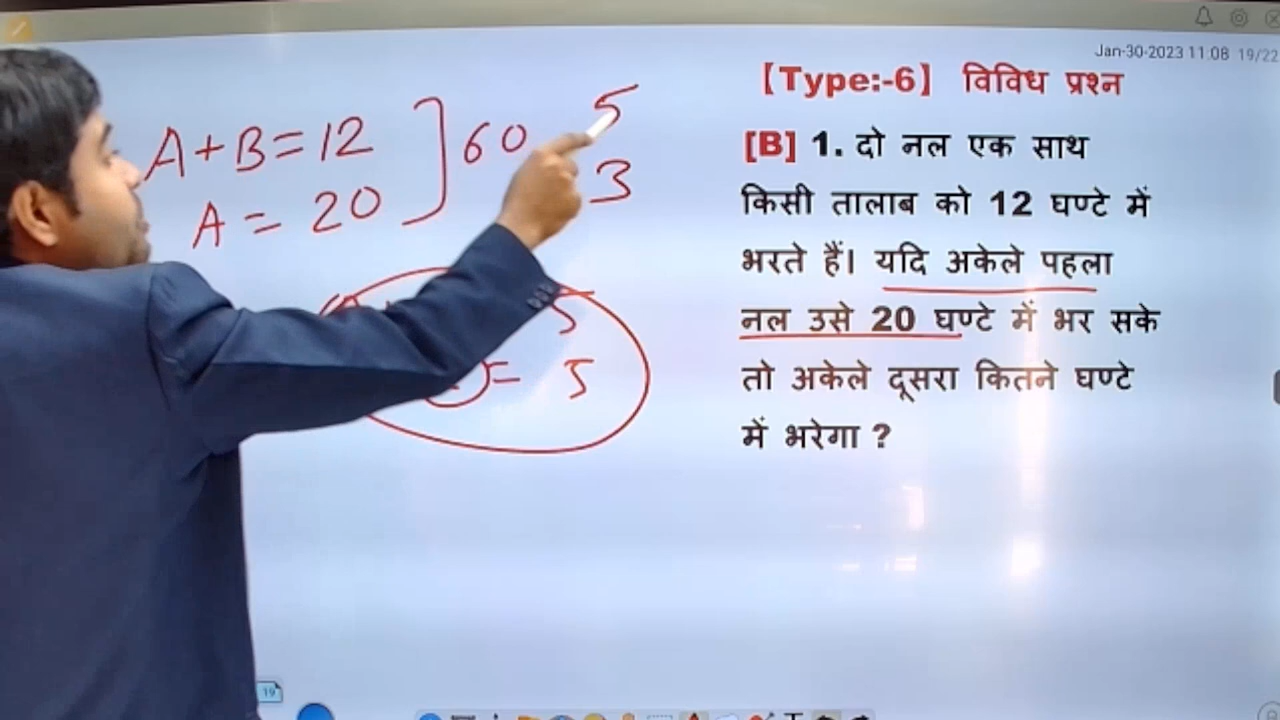 Jan-30-2023 11:08 19/22
【Type:-6】 विविध प्रश्न
[B] 1. दो नल एक साथ
किसी तालाब को 12 घण्टे में
भरते हैं। यदि अकेले पहला
नल उसे 20 घण्टे में भर सके
तो अकेले दूसरा कितने घण्टे
में भरेगा ?
A+B=12 ] 60 5
A = 20 3
5
= 5
19